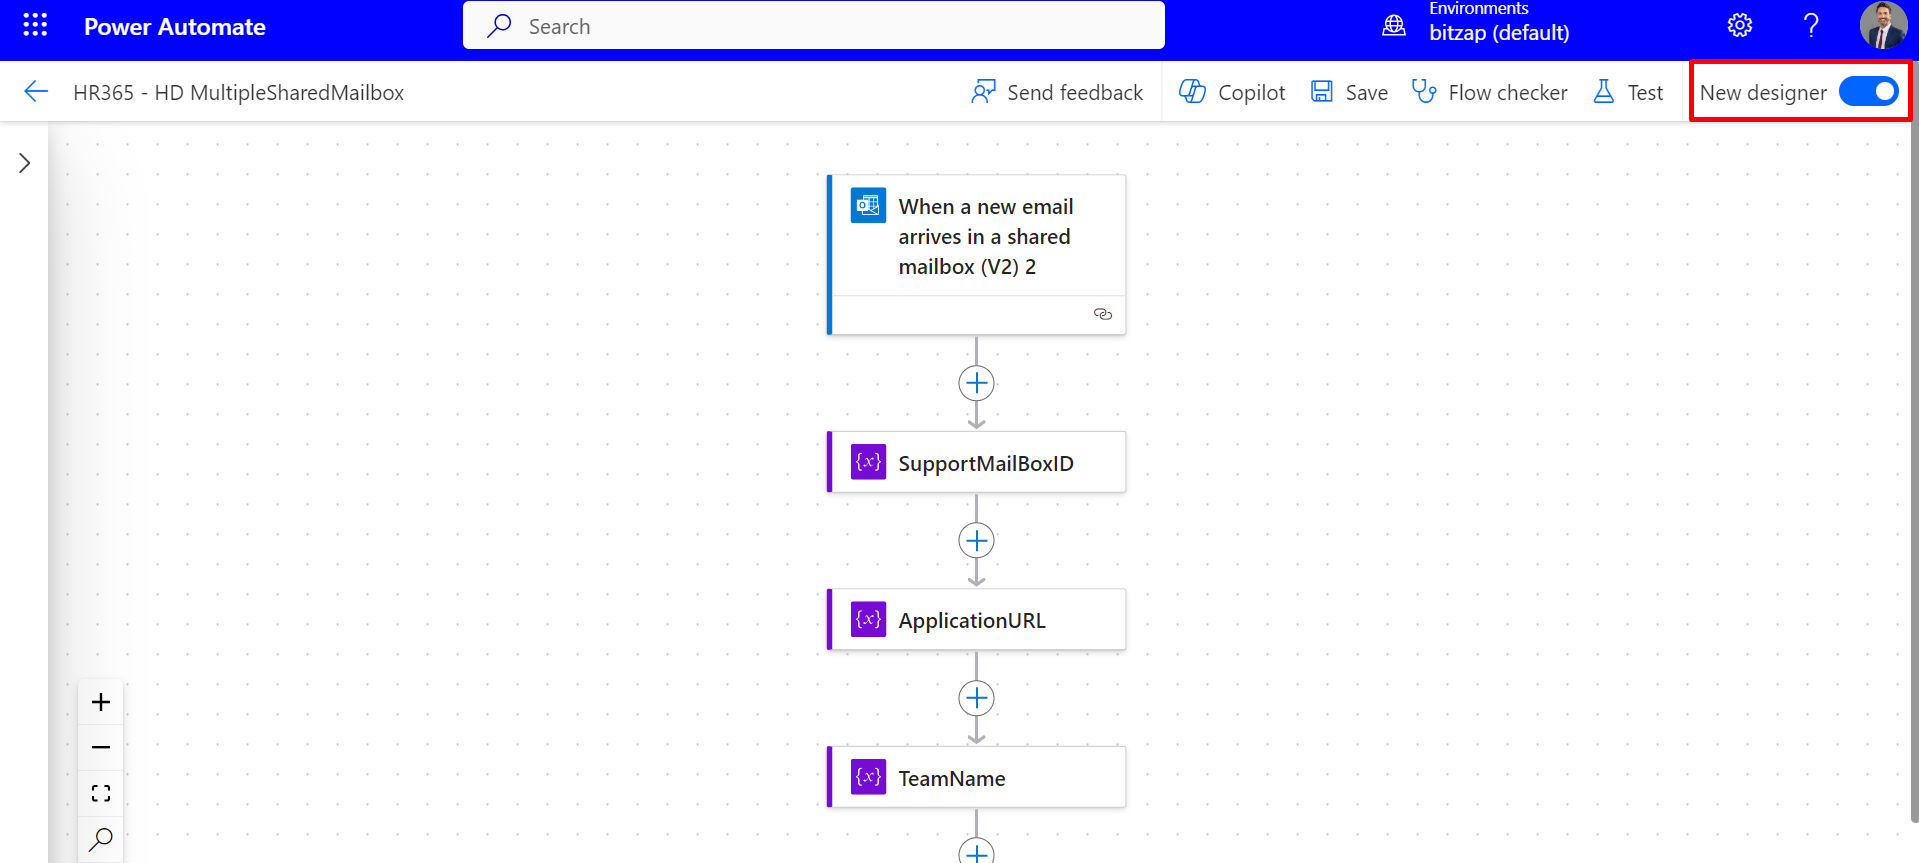 Power Automate
Search
Environments
bitzap (default)
?
HR365 - HD MultipleSharedMailbox
Send feedback
Copilot
Save
Flow checker
Test
New designer
When a new email
arrives in a shared
mailbox (V2) 2
{x} SupportMailBoxID
{x} ApplicationURL
{x} TeamName